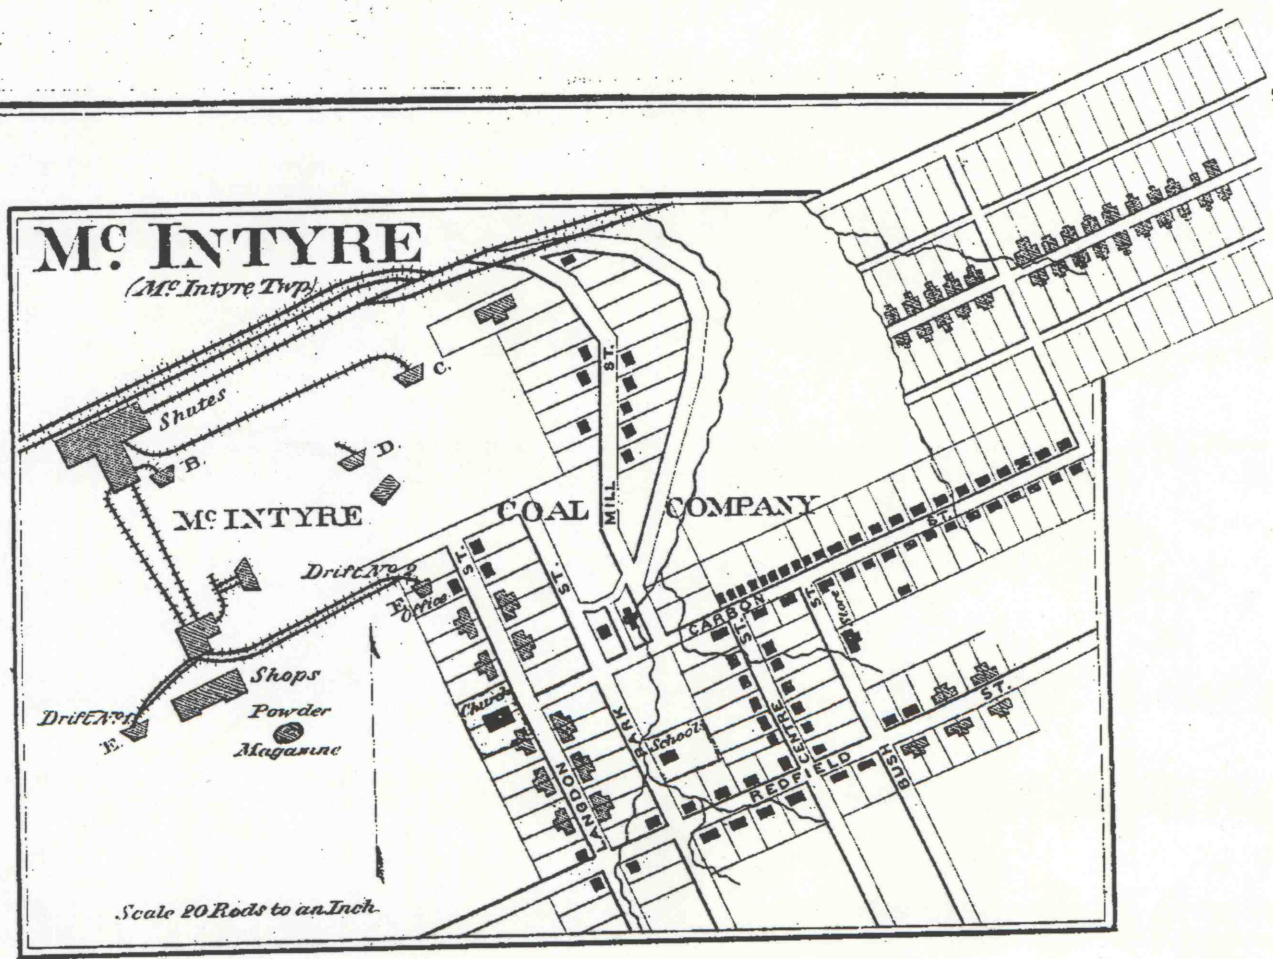 Mc. INTYRE
(Mc. Intyre Twp)
Shutes
C.
B.
D.
Mc INTYRE COAL COMPANY
MILL ST.
Drift No. 2
F.
Office
ST.
ST.
CARBON ST.
ST.
ST.
Store
Shops
Church
Drift No. 1
E.
Powder
Magazine
LANGDON
PARK
School
CENTRE
REDFIELD ST.
BUSH
Scale 20 Rods to an Inch